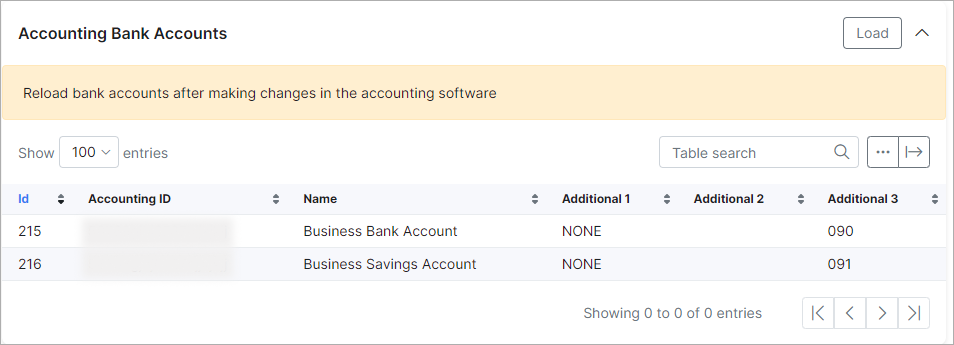 Accounting Bank Accounts Load
Reload bank accounts after making changes in the accounting software
Show 100 entries Table search
Id Accounting ID Name Additional 1 Additional 2 Additional 3
215 Business Bank Account NONE 090
216 Business Savings Account NONE 091
Showing 0 to 0 of 0 entries